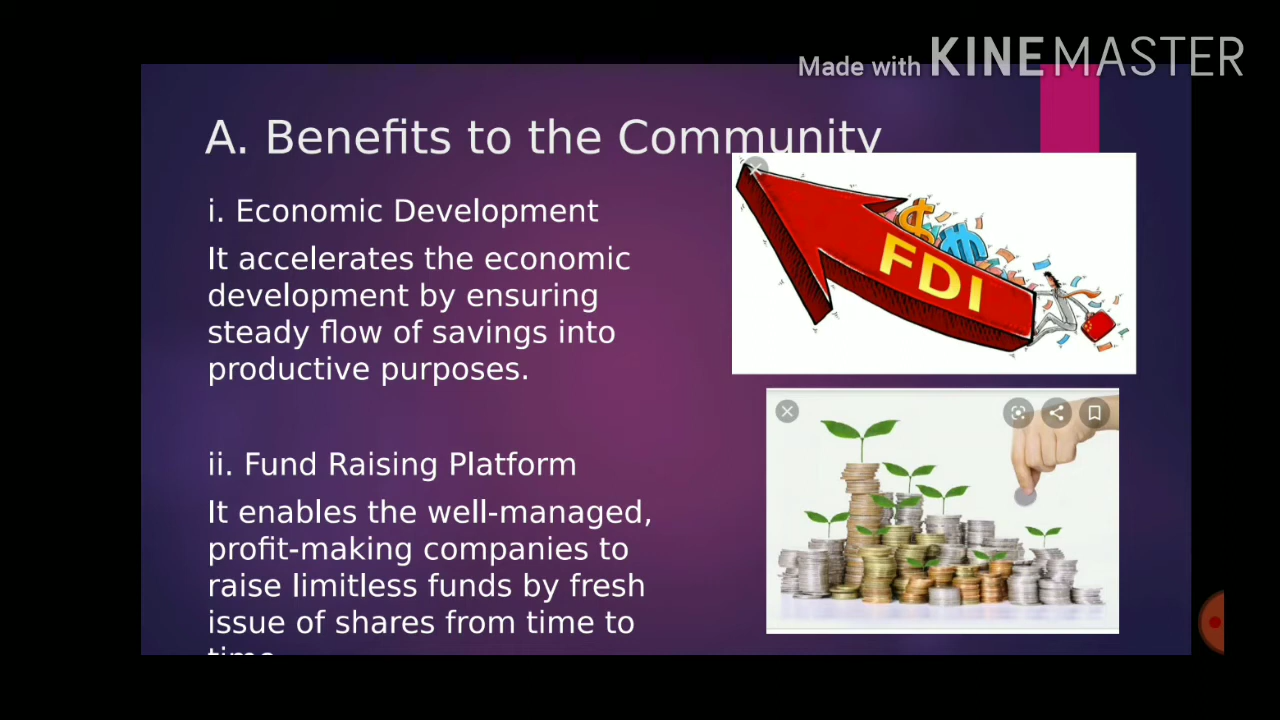 Made with KINEMASTER
A. Benefits to the Community
i. Economic Development
It accelerates the economic
development by ensuring
steady flow of savings into
productive purposes.
FDI
ii. Fund Raising Platform
It enables the well-managed,
profit-making companies to
raise limitless funds by fresh
issue of shares from time to
time